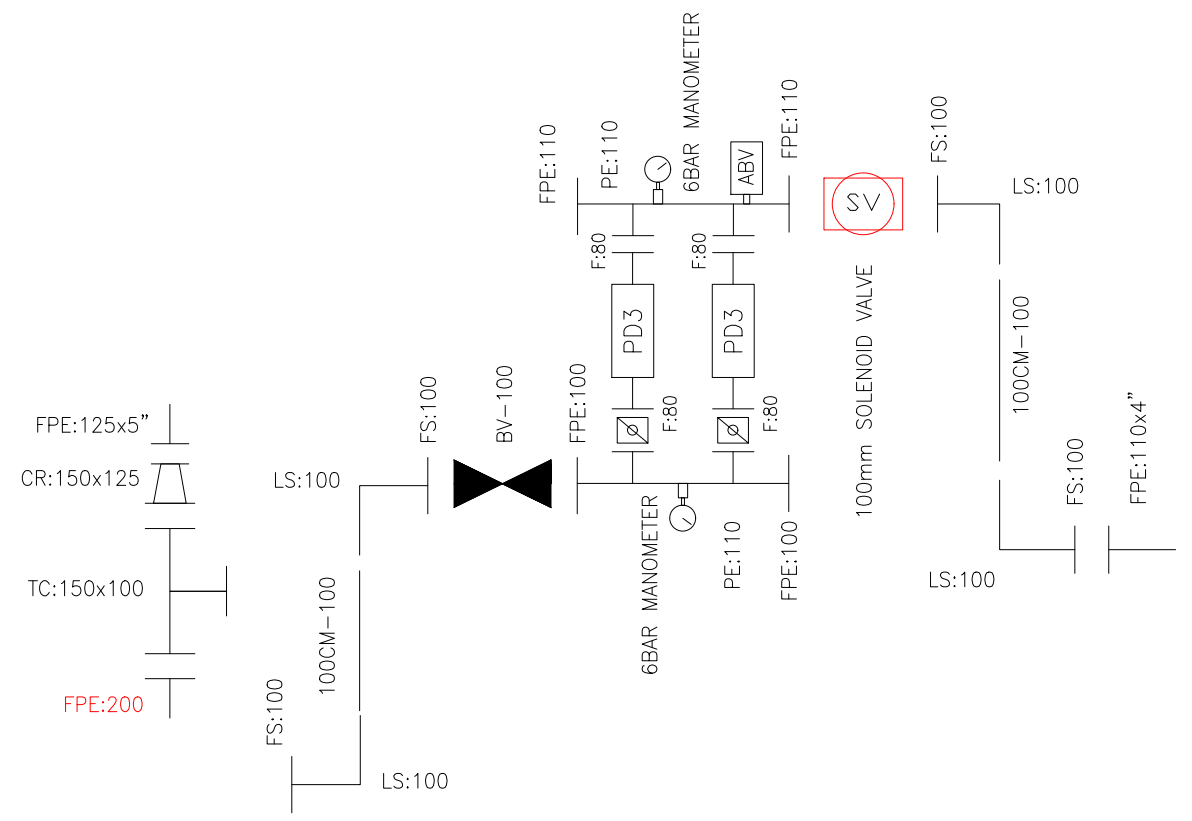 FPE:125x5”
CR:150x125
TC:150x100
FPE:200
FS:100
LS:100
100CM-100
LS:100
FS:100
BV-100
FPE:100
FPE:110
PE:110
6BAR MANOMETER
ABV
FPE:110
F:80
F:80
PD3
PD3
F:80
F:80
6BAR MANOMETER
PE:110
FPE:100
SV
100mm SOLENOID VALVE
FS:100
LS:100
100CM-100
LS:100
FS:100
FPE:110x4”